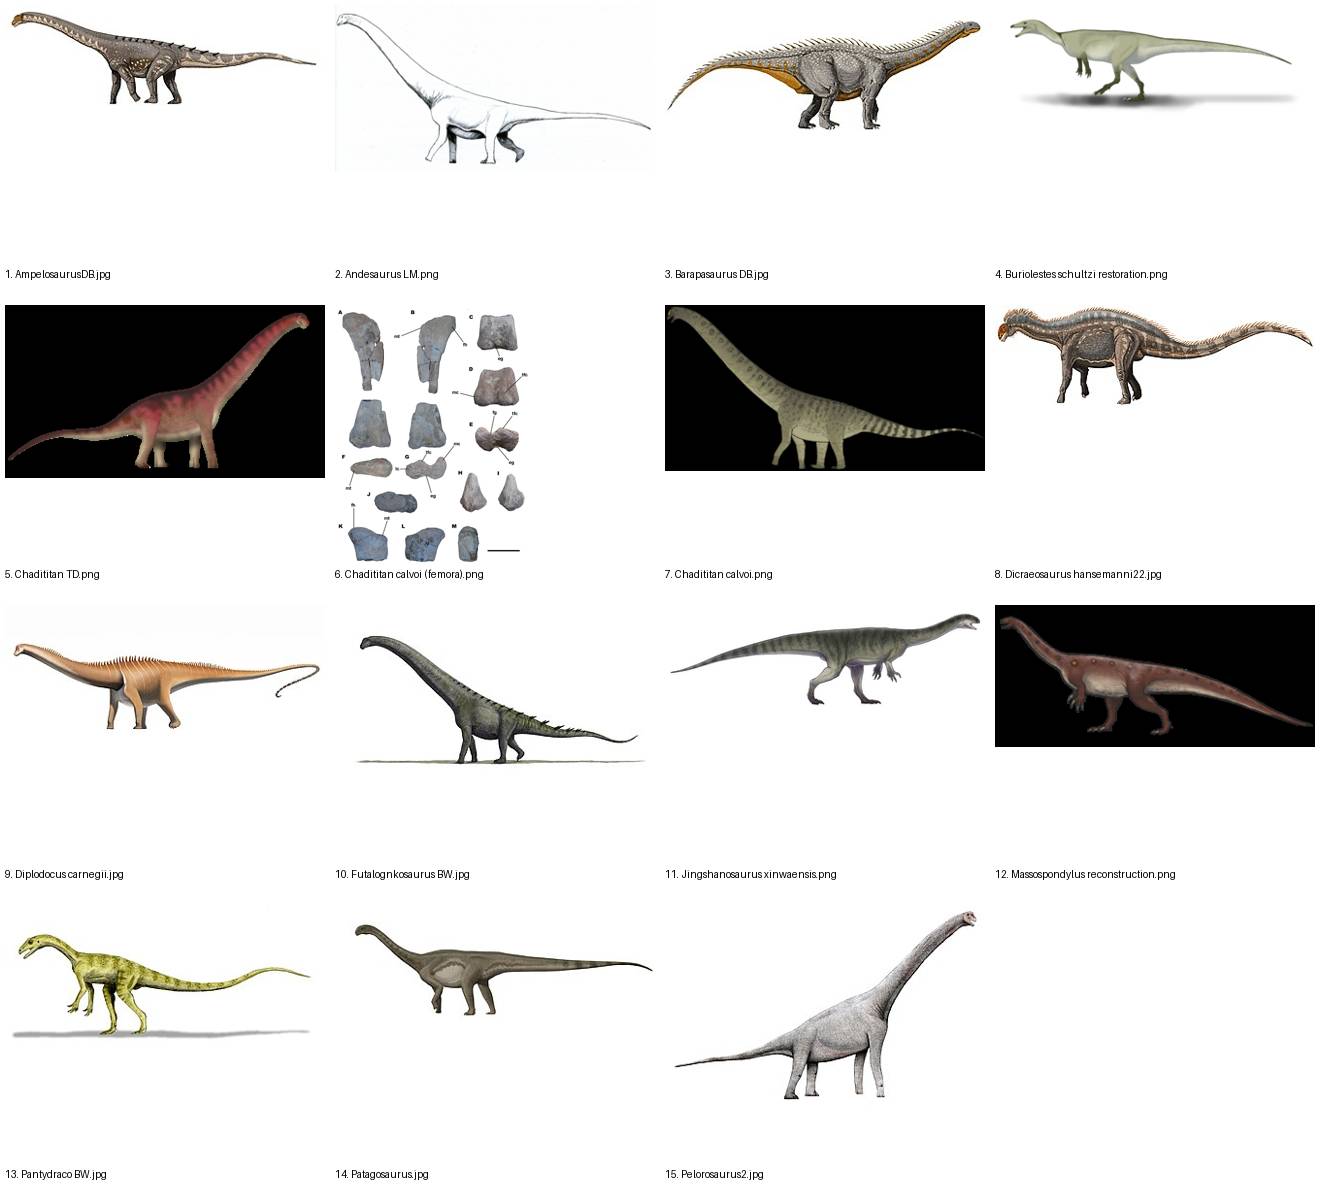 1. AmpelosaurusDB.jpg
2. Andesaurus LM.png
3. Barapasaurus DB.jpg
4. Buriolestes schultzi restoration.png
A
B
C
D
E
F
G
H
I
J
K
L
M
5. Chadititan TD.png
6. Chadititan calvoi (femora).png
7. Chadititan calvoi.png
8. Dicraeosaurus hansemanni22.jpg
9. Diplodocus carnegii.jpg
10. Futalognkosaurus BW.jpg
11. Jingshanosaurus xinwaensis.png
12. Massospondylus reconstruction.png
13. Pantydraco BW.jpg
14. Patagosaurus.jpg
15. Pelorosaurus2.jpg